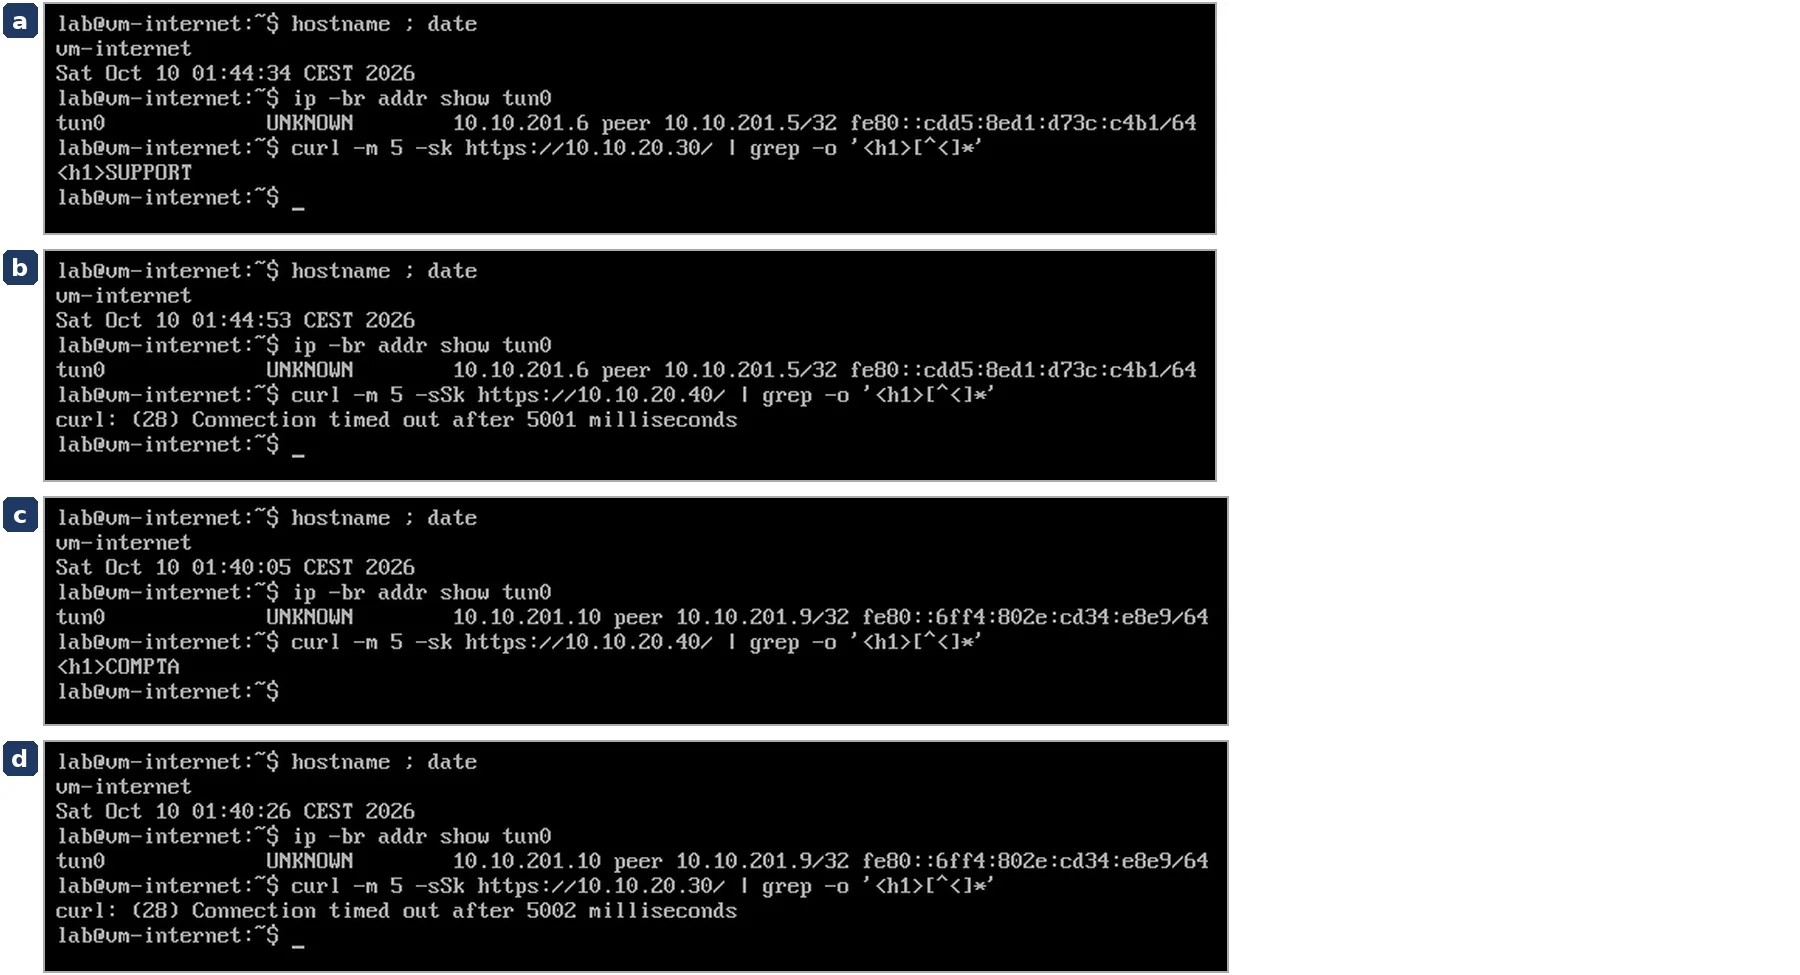 a
lab@vm-internet:~$ hostname ; date
vm-internet
Sat Oct 10 01:44:34 CEST 2026
lab@vm-internet:~$ ip -br addr show tun0
tun0             UNKNOWN        10.10.201.6 peer 10.10.201.5/32 fe80::cdd5:8ed1:d73c:c4b1/64
lab@vm-internet:~$ curl -m 5 -sk https://10.10.20.30/ | grep -o '<h1>[^<]*'
<h1>SUPPORT
lab@vm-internet:~$ _
b
lab@vm-internet:~$ hostname ; date
vm-internet
Sat Oct 10 01:44:53 CEST 2026
lab@vm-internet:~$ ip -br addr show tun0
tun0             UNKNOWN        10.10.201.6 peer 10.10.201.5/32 fe80::cdd5:8ed1:d73c:c4b1/64
lab@vm-internet:~$ curl -m 5 -sSk https://10.10.20.40/ | grep -o '<h1>[^<]*'
curl: (28) Connection timed out after 5001 milliseconds
lab@vm-internet:~$ _
c
lab@vm-internet:~$ hostname ; date
vm-internet
Sat Oct 10 01:40:05 CEST 2026
lab@vm-internet:~$ ip -br addr show tun0
tun0             UNKNOWN        10.10.201.10 peer 10.10.201.9/32 fe80::6ff4:802e:cd34:e8e9/64
lab@vm-internet:~$ curl -m 5 -sk https://10.10.20.40/ | grep -o '<h1>[^<]*'
<h1>COMPTA
lab@vm-internet:~$
d
lab@vm-internet:~$ hostname ; date
vm-internet
Sat Oct 10 01:40:26 CEST 2026
lab@vm-internet:~$ ip -br addr show tun0
tun0             UNKNOWN        10.10.201.10 peer 10.10.201.9/32 fe80::6ff4:802e:cd34:e8e9/64
lab@vm-internet:~$ curl -m 5 -sSk https://10.10.20.30/ | grep -o '<h1>[^<]*'
curl: (28) Connection timed out after 5002 milliseconds
lab@vm-internet:~$ _